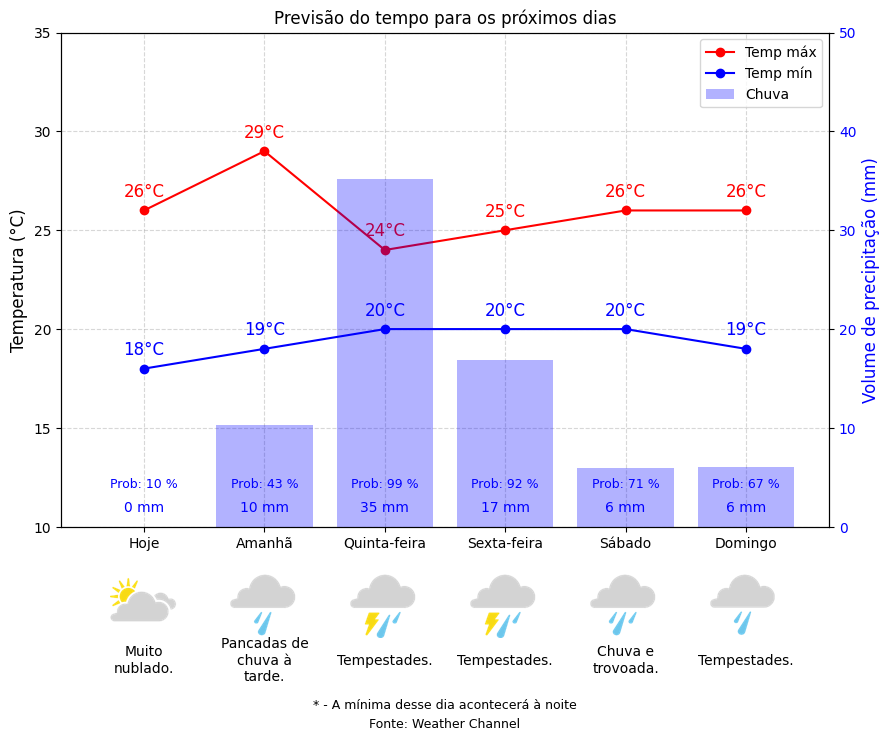 Previsão do tempo para os próximos dias
Temp máx
Temp mín
Chuva
Temperatura (°C)
35
30
25
20
15
10
Volume de precipitação (mm)
50
40
30
20
10
0
26°C
29°C
24°C
25°C
26°C
26°C
18°C
19°C
20°C
20°C
20°C
19°C
Prob: 10 %
Prob: 43 %
Prob: 99 %
Prob: 92 %
Prob: 71 %
Prob: 67 %
0 mm
10 mm
35 mm
17 mm
6 mm
6 mm
Hoje
Amanhã
Quinta-feira
Sexta-feira
Sábado
Domingo
Muito
nublado.
Pancadas de
chuva à
tarde.
Tempestades.
Tempestades.
Chuva e
trovoada.
Tempestades.
* - A mínima desse dia acontecerá à noite
Fonte: Weather Channel